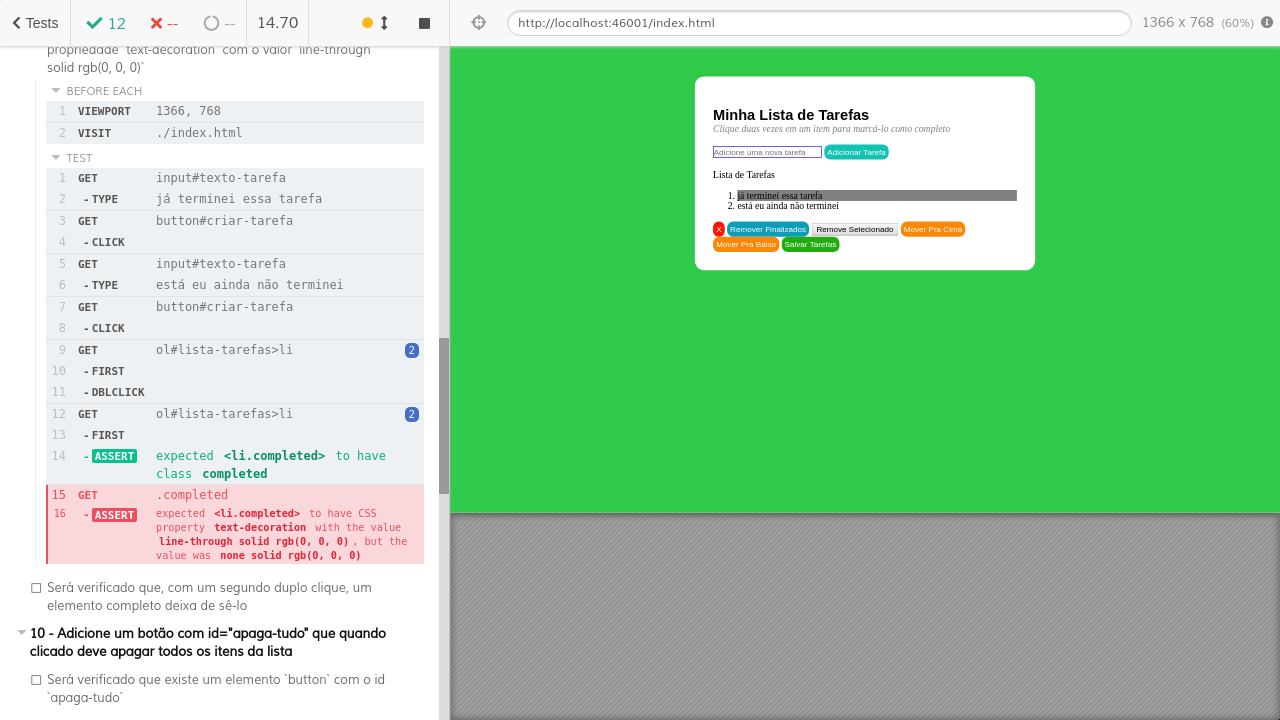 Tests
12
--
--
14.70
propriedade `text-decoration` com o valor `line-through
solid rgb(0, 0, 0)`
BEFORE EACH
1 VIEWPORT 1366, 768
2 VISIT ./index.html
TEST
1 GET input#texto-tarefa
2 - TYPE já terminei essa tarefa
3 GET button#criar-tarefa
4 - CLICK
5 GET input#texto-tarefa
6 - TYPE está eu ainda não terminei
7 GET button#criar-tarefa
8 - CLICK
9 GET ol#lista-tarefas>li 2
10 - FIRST
11 - DBLCLICK
12 GET ol#lista-tarefas>li 2
13 - FIRST
14 - ASSERT expected <li.completed> to have
class completed
15 GET .completed
16 - ASSERT expected <li.completed> to have CSS
property text-decoration with the value
line-through solid rgb(0, 0, 0) , but the
value was none solid rgb(0, 0, 0)
Será verificado que, com um segundo duplo clique, um
elemento completo deixa de sê-lo
10 - Adicione um botão com id="apaga-tudo" que quando
clicado deve apagar todos os itens da lista
Será verificado que existe um elemento `button` com o id
`apaga-tudo`
http://localhost:46001/index.html
1366 x 768 (60%)
Minha Lista de Tarefas
Clique duas vezes em um item para marcá-lo como completo
Adicione uma nova tarefa Adicionar Tarefa
Lista de Tarefas
1. já terminei essa tarefa
2. está eu ainda não terminei
X Remover Finalizados Remove Selecionado Mover Pra Cima
Mover Pra Baixo Salvar Tarefas